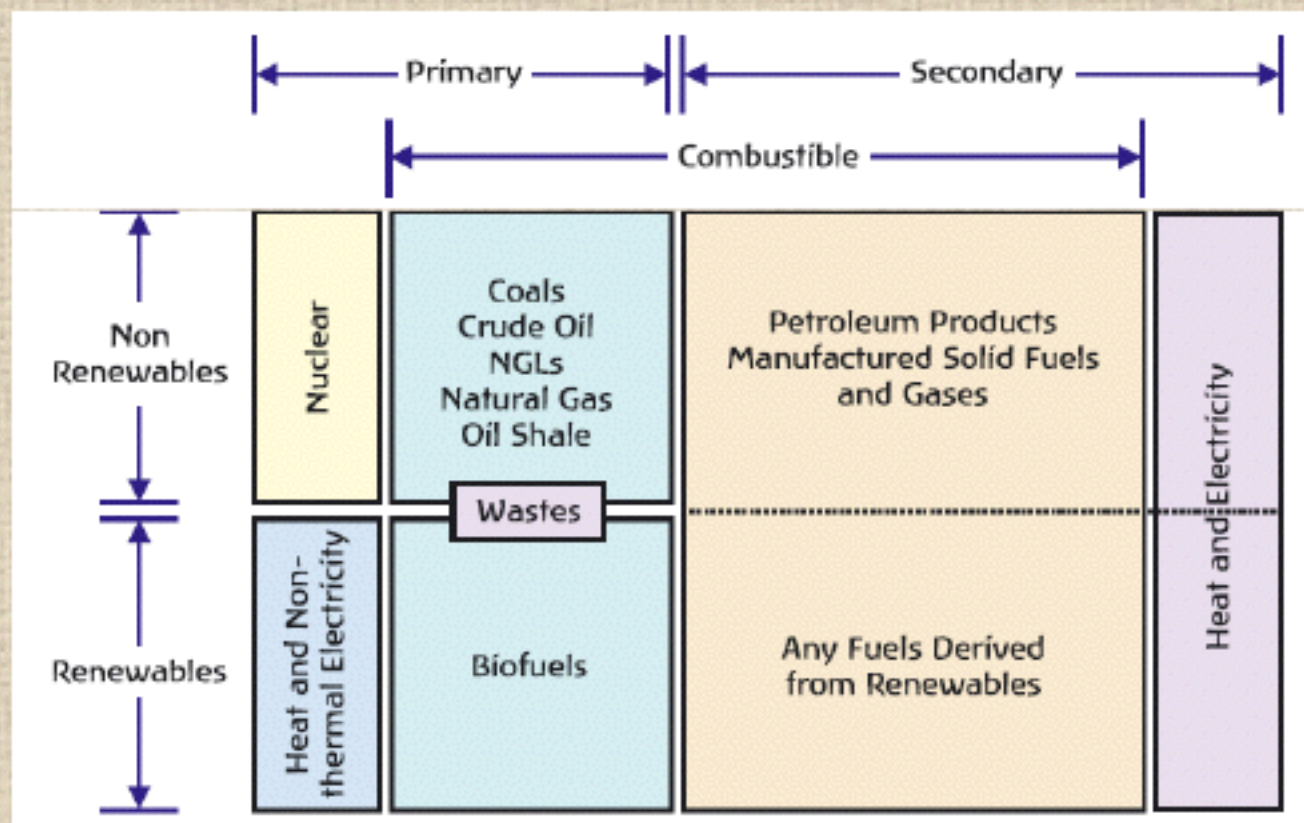 Primary
Secondary
Combustible
Non
Renewables
Nuclear
Coals
Crude Oil
NGLs
Natural Gas
Oil Shale
Petroleum Products
Manufactured Solid Fuels
and Gases
Heat and Electricity
Wastes
Renewables
Heat and Non-
thermal Electricity
Biofuels
Any Fuels Derived
from Renewables